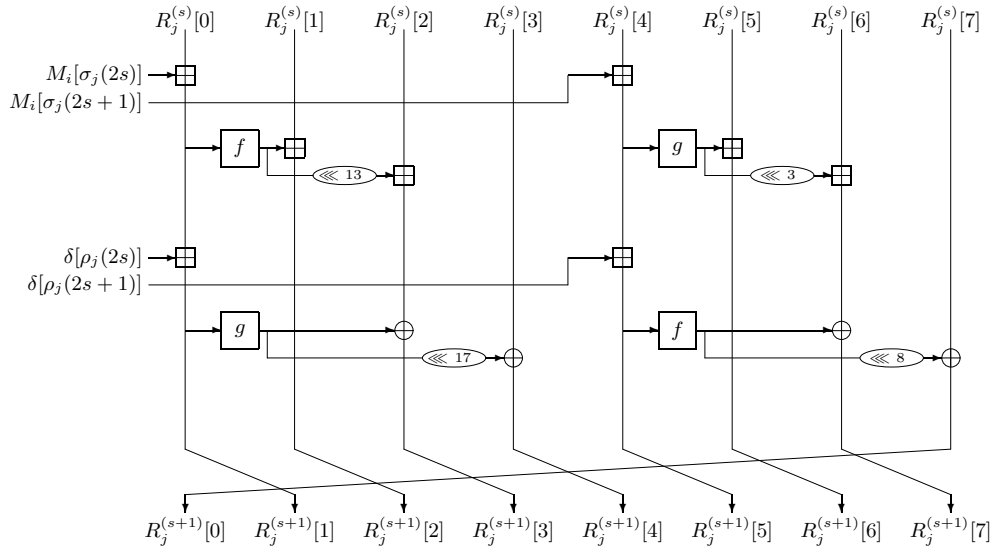 R_j^{(s)}[0] R_j^{(s)}[1] R_j^{(s)}[2] R_j^{(s)}[3] R_j^{(s)}[4] R_j^{(s)}[5] R_j^{(s)}[6] R_j^{(s)}[7]
M_i[σ_j(2s)]
M_i[σ_j(2s+1)]
f g
⋘ 13 ⋘ 3
δ[ρ_j(2s)]
δ[ρ_j(2s+1)]
g f
⋘ 17 ⋘ 8
R_j^{(s+1)}[0] R_j^{(s+1)}[1] R_j^{(s+1)}[2] R_j^{(s+1)}[3] R_j^{(s+1)}[4] R_j^{(s+1)}[5] R_j^{(s+1)}[6] R_j^{(s+1)}[7]